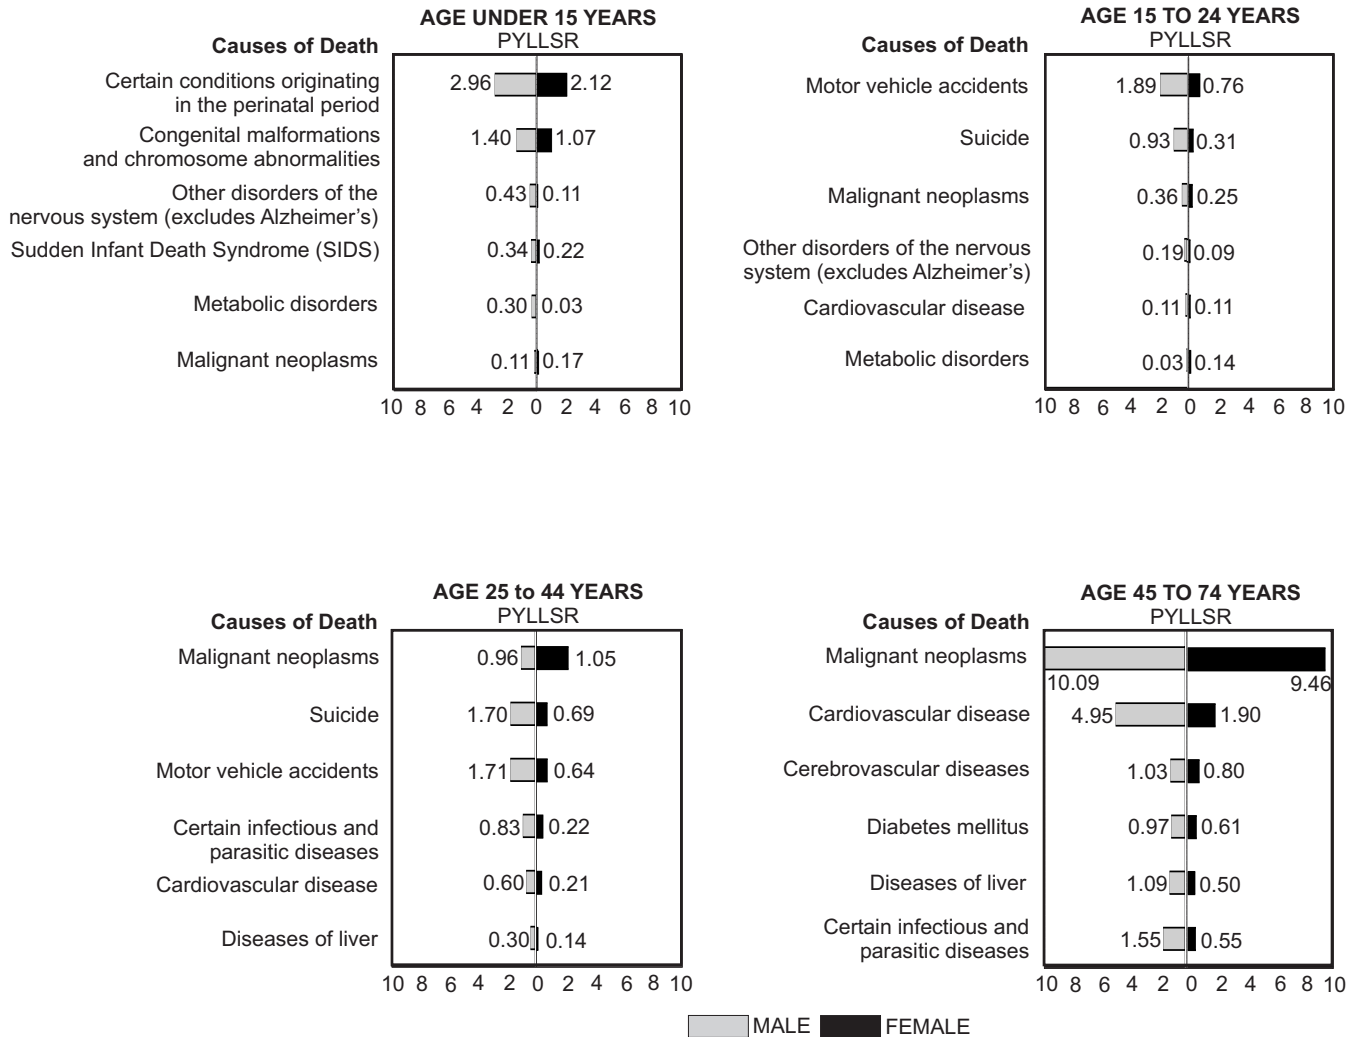 AGE UNDER 15 YEARS
PYLLSR
Causes of Death
Certain conditions originating
in the perinatal period
2.96
2.12
Congenital malformations
and chromosome abnormalities
1.40
1.07
Other disorders of the
nervous system (excludes Alzheimer's)
0.43
0.11
Sudden Infant Death Syndrome (SIDS)
0.34
0.22
Metabolic disorders
0.30
0.03
Malignant neoplasms
0.11
0.17
10 8 6 4 2 0 2 4 6 8 10
AGE 15 TO 24 YEARS
PYLLSR
Causes of Death
Motor vehicle accidents
1.89
0.76
Suicide
0.93
0.31
Malignant neoplasms
0.36
0.25
Other disorders of the nervous
system (excludes Alzheimer's)
0.19
0.09
Cardiovascular disease
0.11
0.11
Metabolic disorders
0.03
0.14
10 8 6 4 2 0 2 4 6 8 10
AGE 25 to 44 YEARS
PYLLSR
Causes of Death
Malignant neoplasms
0.96
1.05
Suicide
1.70
0.69
Motor vehicle accidents
1.71
0.64
Certain infectious and
parasitic diseases
0.83
0.22
Cardiovascular disease
0.60
0.21
Diseases of liver
0.30
0.14
10 8 6 4 2 0 2 4 6 8 10
AGE 45 TO 74 YEARS
PYLLSR
Causes of Death
Malignant neoplasms
10.09
9.46
Cardiovascular disease
4.95
1.90
Cerebrovascular diseases
1.03
0.80
Diabetes mellitus
0.97
0.61
Diseases of liver
1.09
0.50
Certain infectious and
parasitic diseases
1.55
0.55
10 8 6 4 2 0 2 4 6 8 10
MALE
FEMALE